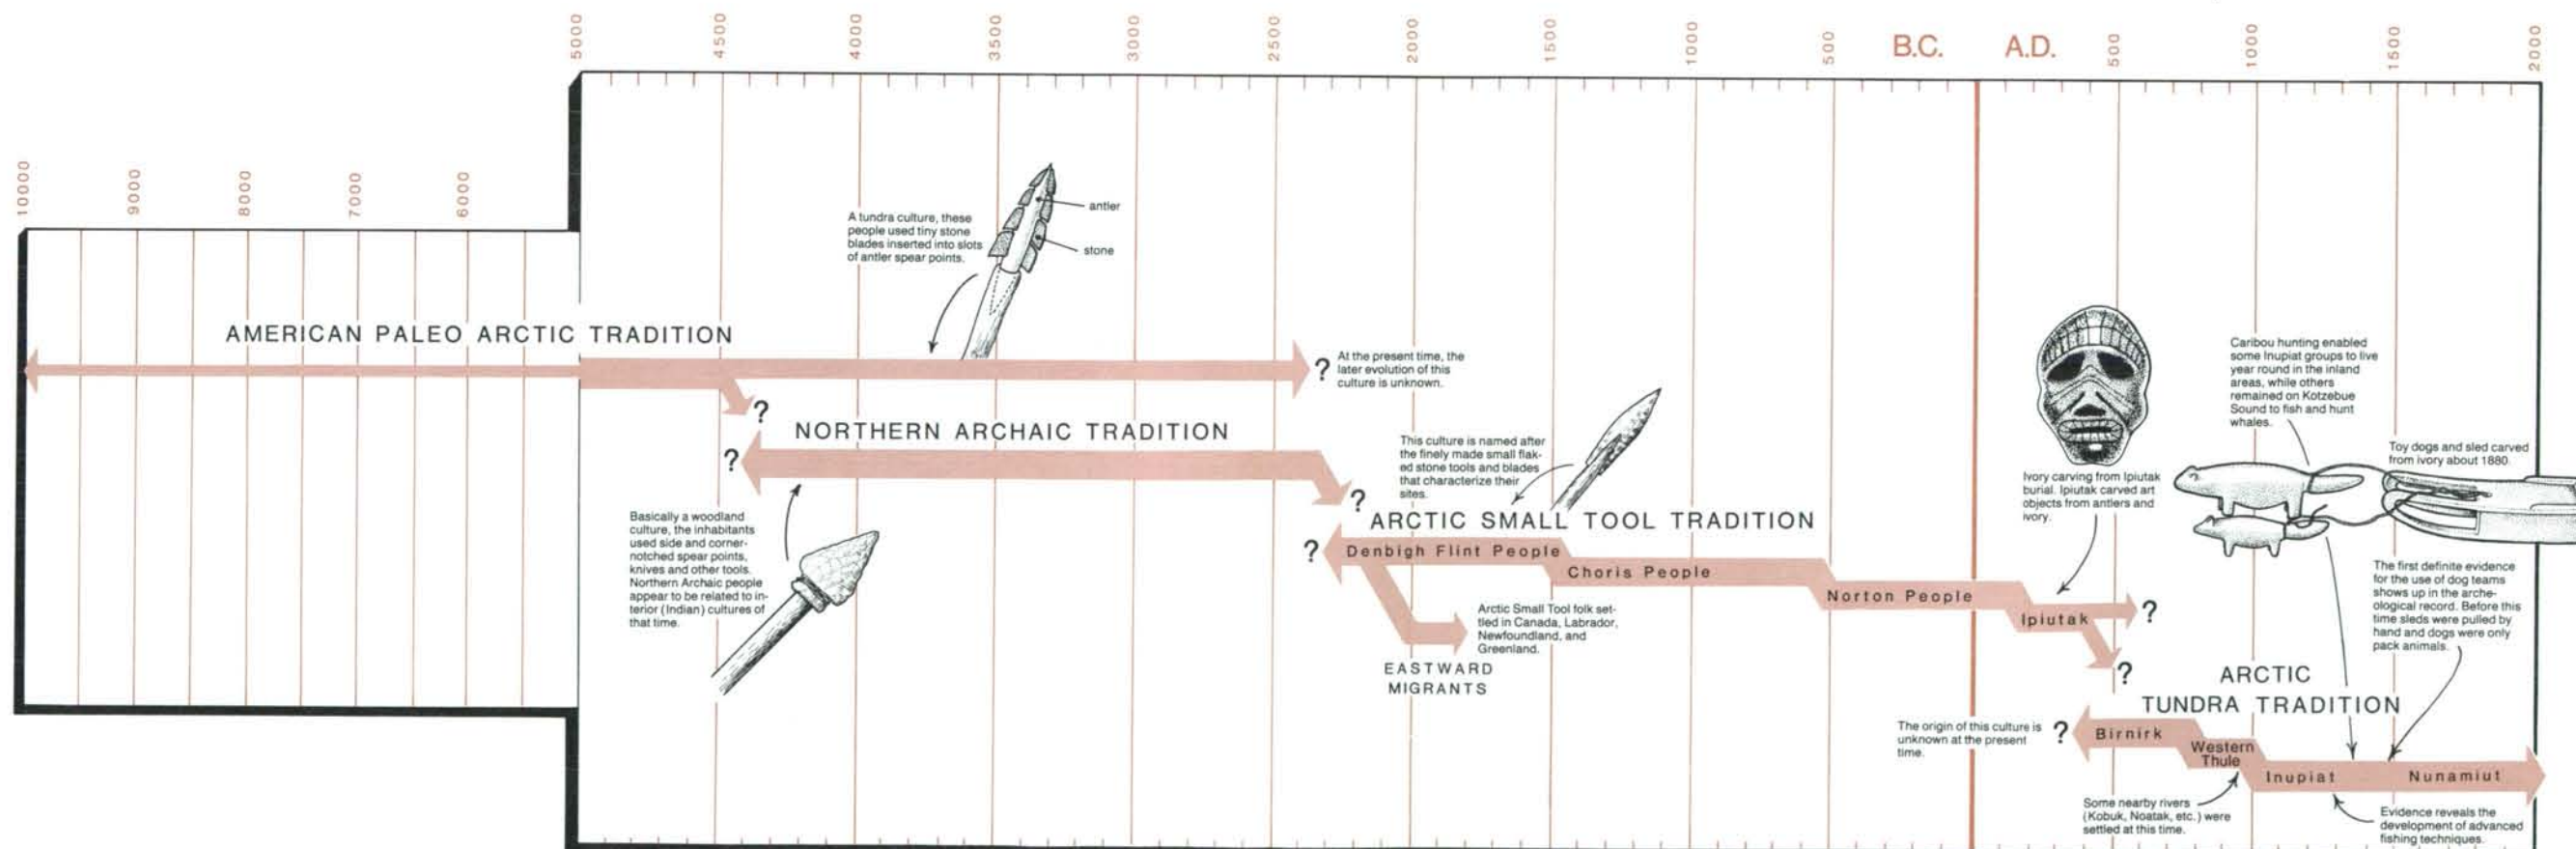 5000
4500
4000
3500
3000
2500
2000
1500
1000
500
B.C.
A.D.
500
1000
1500
2000
10000
9000
8000
7000
6000
A tundra culture, these
people used tiny stone
blades inserted into slots
of antler spear points.
antler
stone
AMERICAN PALEO ARCTIC TRADITION
?
At the present time, the
later evolution of this
culture is unknown.
?
NORTHERN ARCHAIC TRADITION
?
?
Basically a woodland
culture, the inhabitants
used side and corner-
notched spear points,
knives and other tools.
Northern Archaic people
appear to be related to in-
terior (Indian) cultures of
that time.
This culture is named after
the finely made small flak-
ed stone tools and blades
that characterize their
sites.
ARCTIC SMALL TOOL TRADITION
?
Denbigh Flint People
Choris People
Norton People
Ipiutak
?
?
Arctic Small Tool folk set-
tled in Canada, Labrador,
Newfoundland, and
Greenland.
EASTWARD
MIGRANTS
Ivory carving from Ipiutak
burial. Ipiutak carved art
objects from antlers and
ivory.
Caribou hunting enabled
some Inupiat groups to live
year round in the inland
areas, while others
remained on Kotzebue
Sound to fish and hunt
whales.
Toy dogs and sled carved
from ivory about 1880.
The first definite evidence
for the use of dog teams
shows up in the arche-
ological record. Before this
time sleds were pulled by
hand and dogs were only
pack animals.
ARCTIC
TUNDRA TRADITION
The origin of this culture is
unknown at the present
time.
?
Birnirk
Western
Thule
Inupiat
Nunamiut
Some nearby rivers
(Kobuk, Noatak, etc.) were
settled at this time.
Evidence reveals the
development of advanced
fishing techniques.